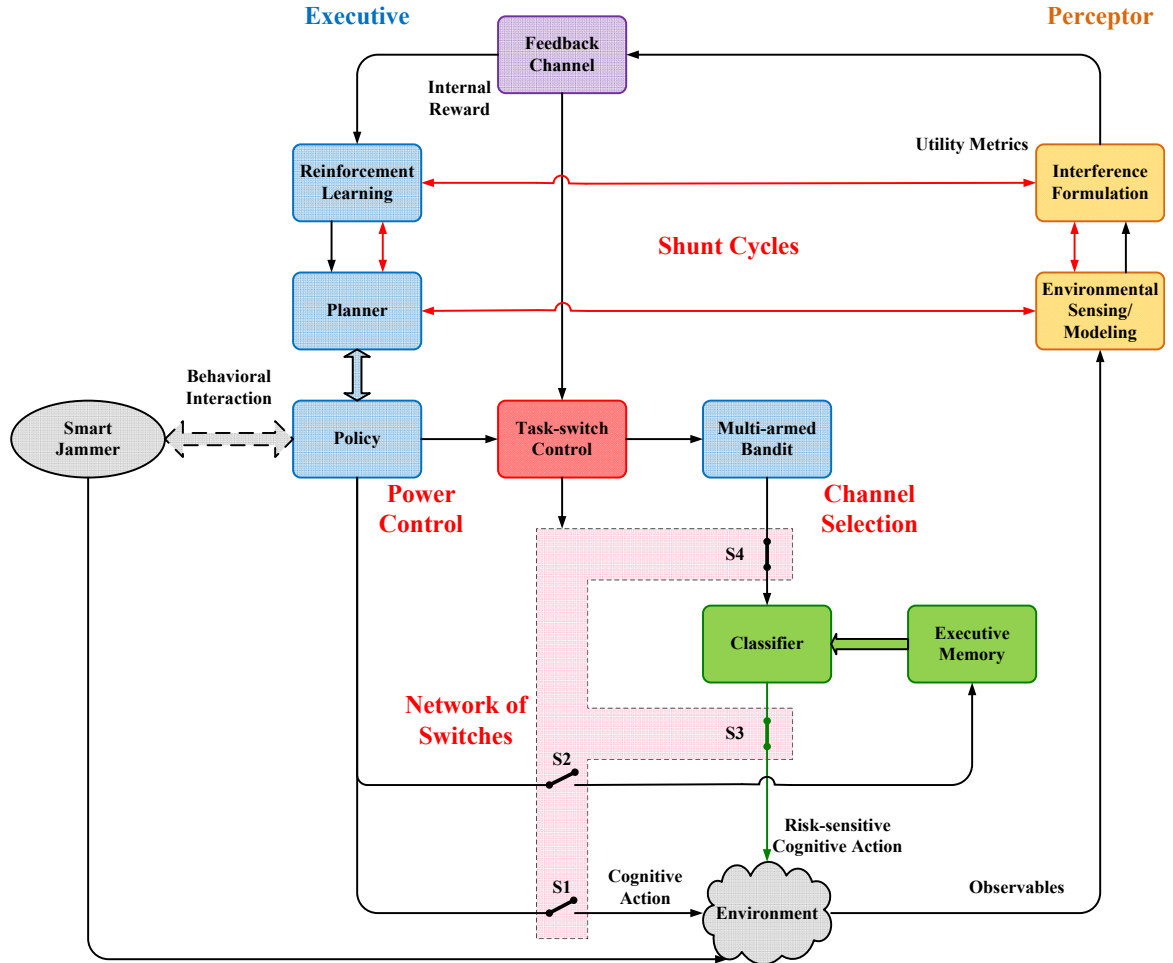 Executive
Perceptor
Feedback
Channel
Internal
Reward
Utility Metrics
Reinforcement
Learning
Interference
Formulation
Shunt Cycles
Planner
Environmental
Sensing/
Modeling
Behavioral
Interaction
Smart
Jammer
Policy
Task-switch
Control
Multi-armed
Bandit
Power
Control
Channel
Selection
S4
Classifier
Executive
Memory
Network of
Switches
S3
S2
Risk-sensitive
Cognitive Action
S1
Cognitive
Action
Environment
Observables